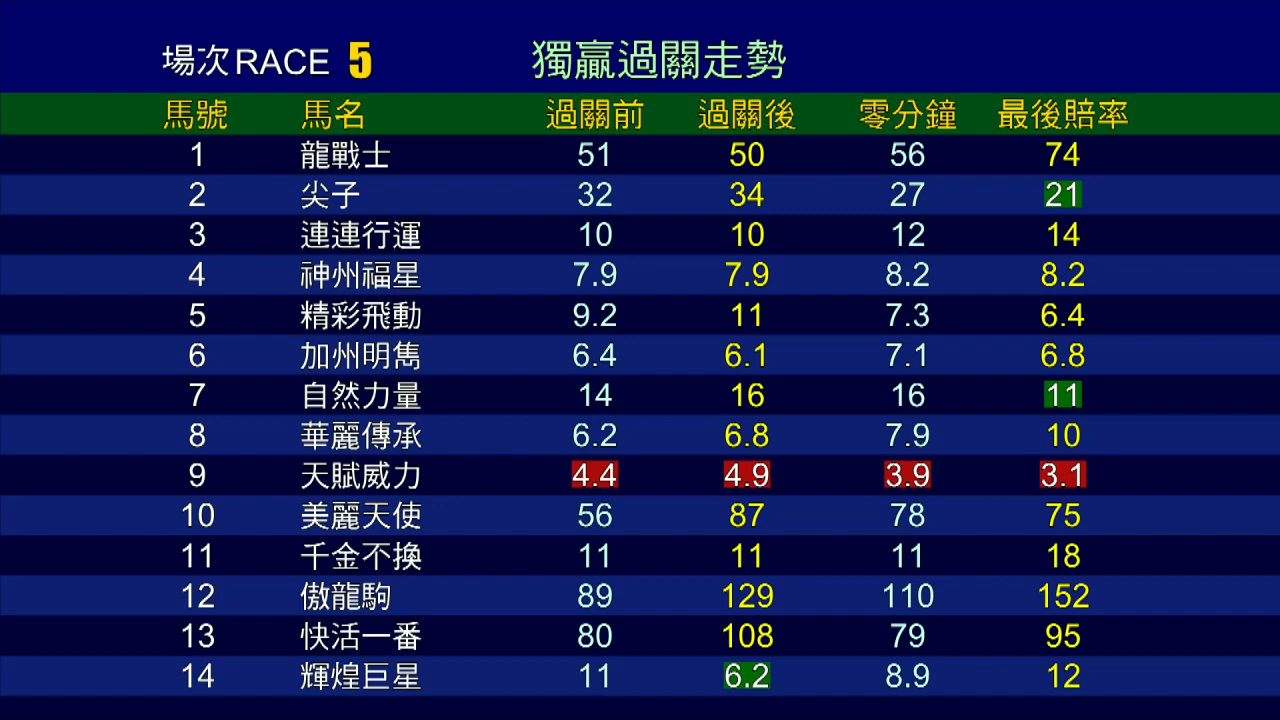 場次RACE 5 獨贏過關走勢
馬號 馬名 過關前 過關後 零分鐘 最後賠率
1 龍戰士 51 50 56 74
2 尖子 32 34 27 21
3 連連行運 10 10 12 14
4 神州福星 7.9 7.9 8.2 8.2
5 精彩飛動 9.2 11 7.3 6.4
6 加州明雋 6.4 6.1 7.1 6.8
7 自然力量 14 16 16 11
8 華麗傳承 6.2 6.8 7.9 10
9 天賦威力 4.4 4.9 3.9 3.1
10 美麗天使 56 87 78 75
11 千金不換 11 11 11 18
12 傲龍駒 89 129 110 152
13 快活一番 80 108 79 95
14 輝煌巨星 11 6.2 8.9 12